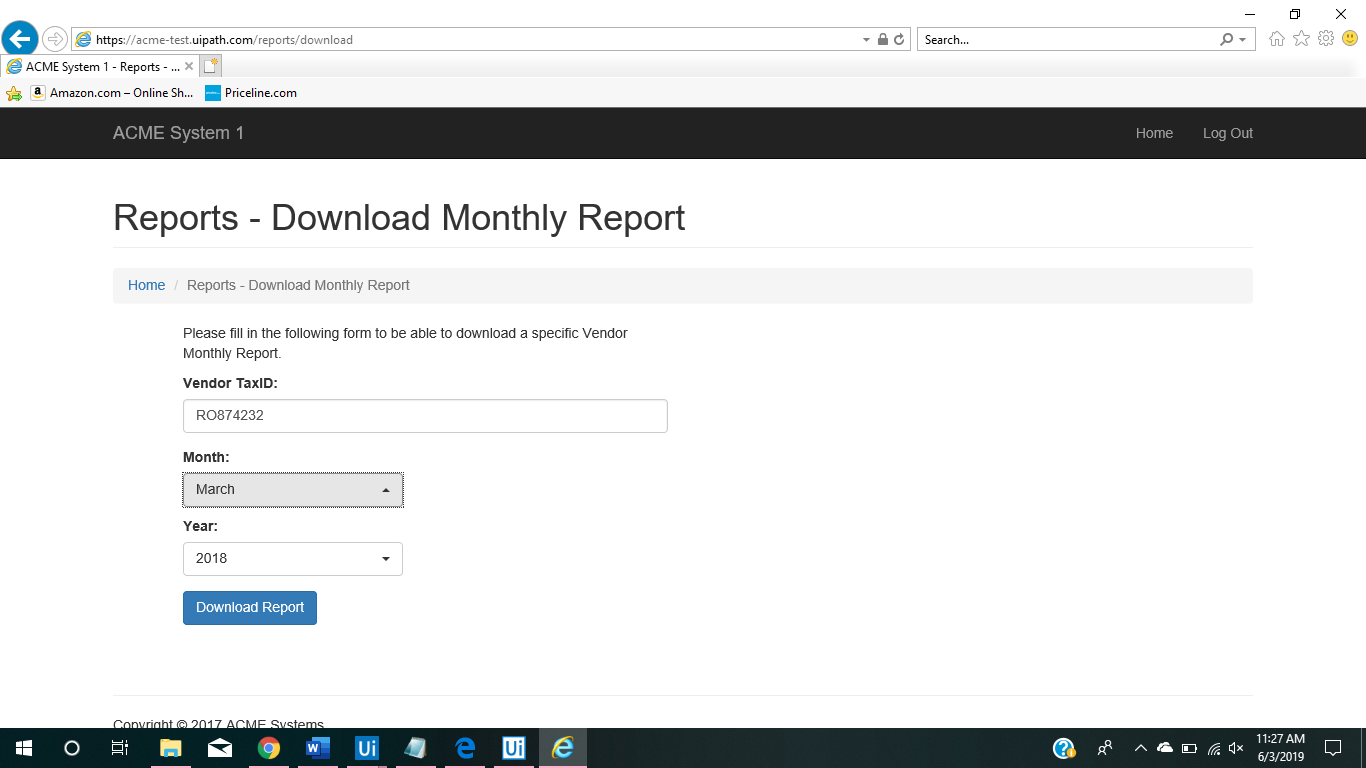 https://acme-test.uipath.com/reports/download
Search...
ACME System 1 - Reports - ...
Amazon.com – Online Sh...
Priceline.com
ACME System 1
Home
Log Out
Reports - Download Monthly Report
Home / Reports - Download Monthly Report
Please fill in the following form to be able to download a specific Vendor
Monthly Report.
Vendor TaxID:
RO874232
Month:
March
Year:
2018
Download Report
Copyright © 2017 ACME Systems
Ui
Ui
11:27 AM
6/3/2019